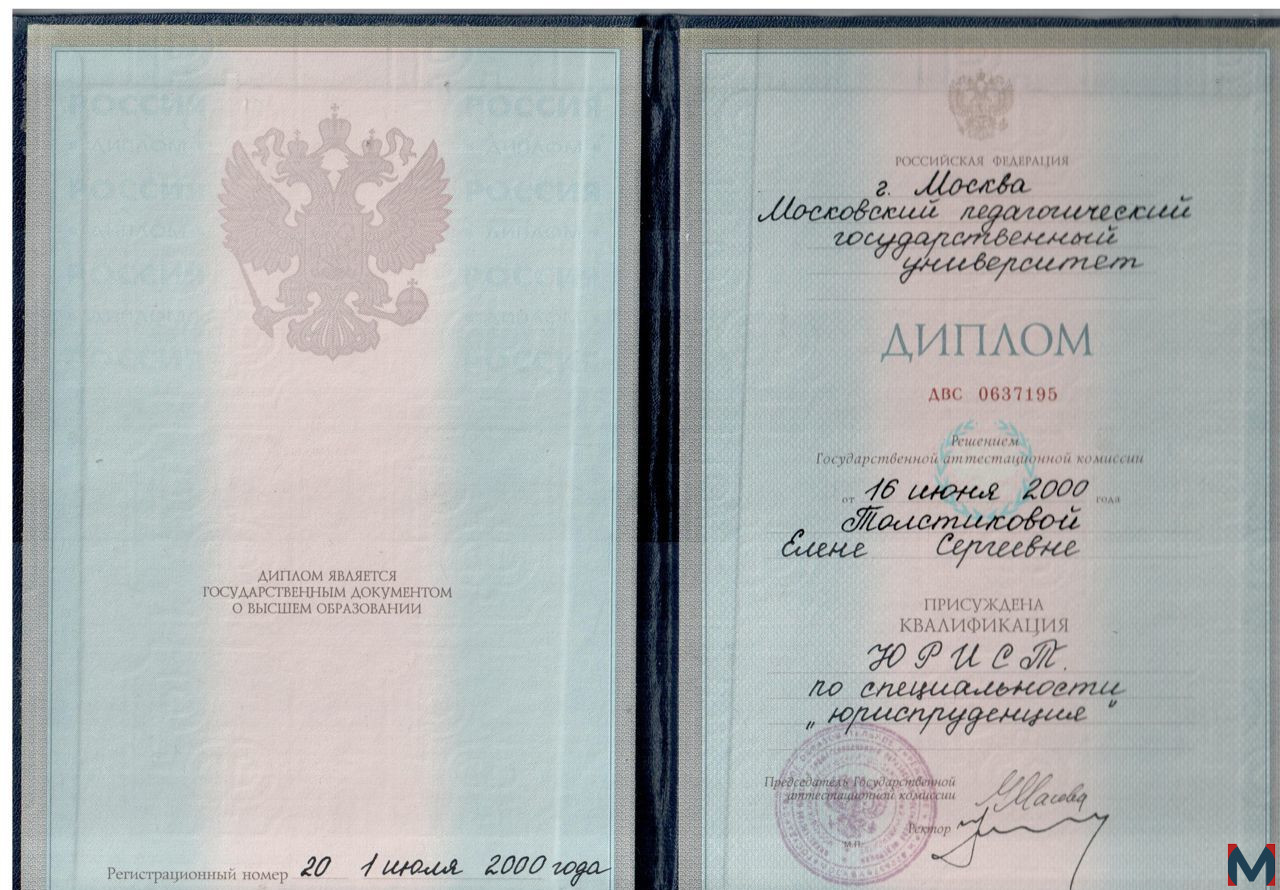 ДИПЛОМ ЯВЛЯЕТСЯ
ГОСУДАРСТВЕННЫМ ДОКУМЕНТОМ
О ВЫСШЕМ ОБРАЗОВАНИИ
Регистрационный номер 20 1 июля 2000 года
РОССИЙСКАЯ ФЕДЕРАЦИЯ
г. Москва
Московский педагогический
государственный
университет
ДИПЛОМ
ДВС 0637195
Решением
Государственной аттестационной комиссии
от 16 июня 2000 года
Толстиковой
Елене Сергеевне
ПРИСУЖДЕНА
КВАЛИФИКАЦИЯ
ЮРИСТ.
по специальности
„юриспруденция"
Председатель Государственной
аттестационной комиссии
Ректор
М.П.
M